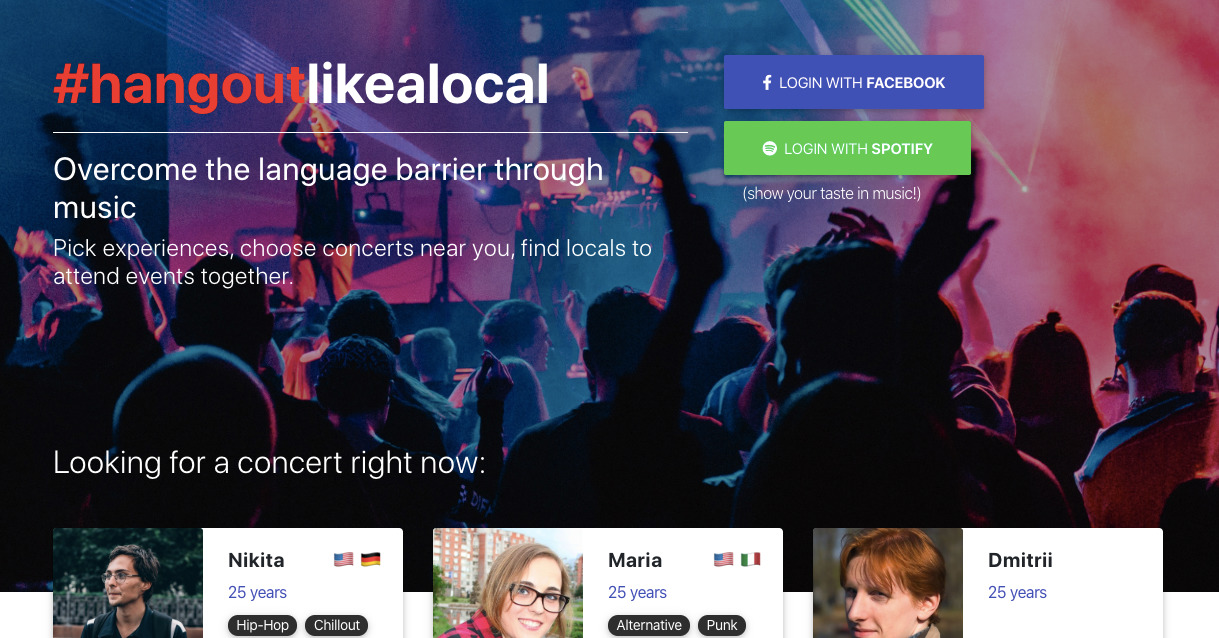 #hangoutlikealocal
LOGIN WITH FACEBOOK
LOGIN WITH SPOTIFY
(show your taste in music!)
Overcome the language barrier through
music
Pick experiences, choose concerts near you, find locals to
attend events together.
Looking for a concert right now:
Nikita
25 years
Hip-Hop Chillout
Maria
25 years
Alternative Punk
Dmitrii
25 years